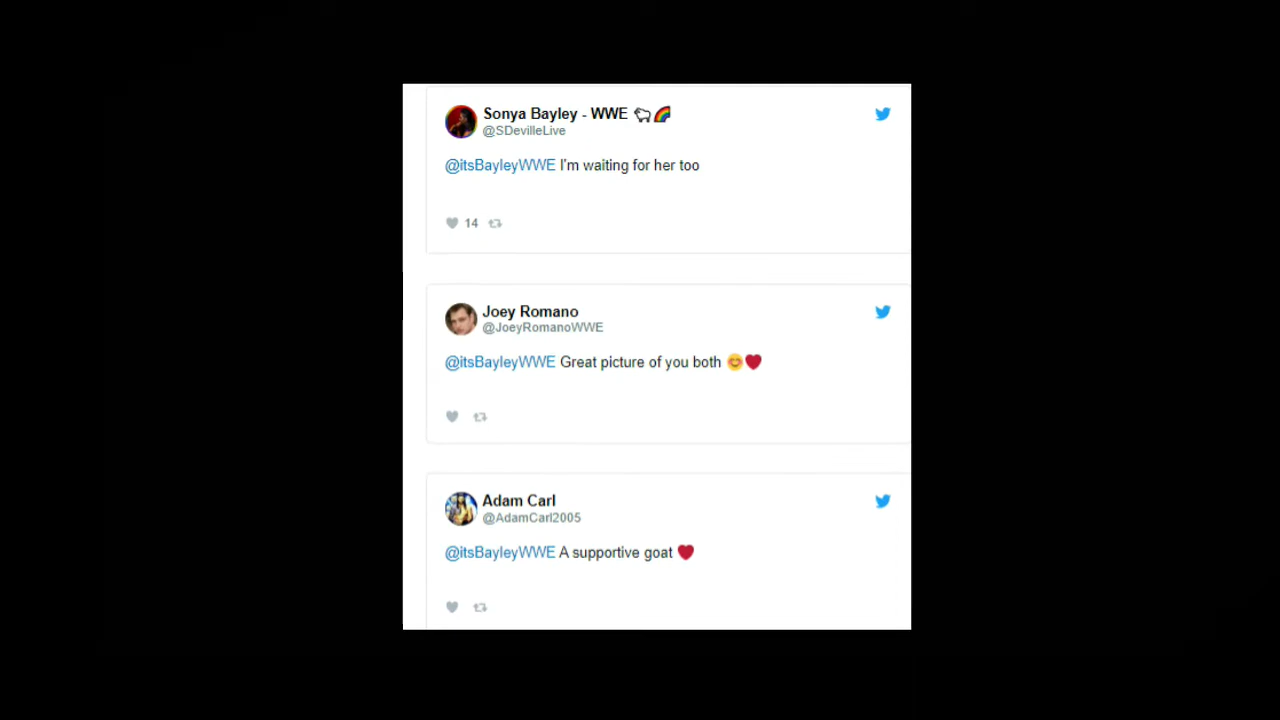 Sonya Bayley - WWE 🐑🌈
@SDevilleLive
@itsBayleyWWE I'm waiting for her too
14
Joey Romano
@JoeyRomanoWWE
@itsBayleyWWE Great picture of you both 😊❤
Adam Carl
@AdamCarl2005
@itsBayleyWWE A supportive goat ❤